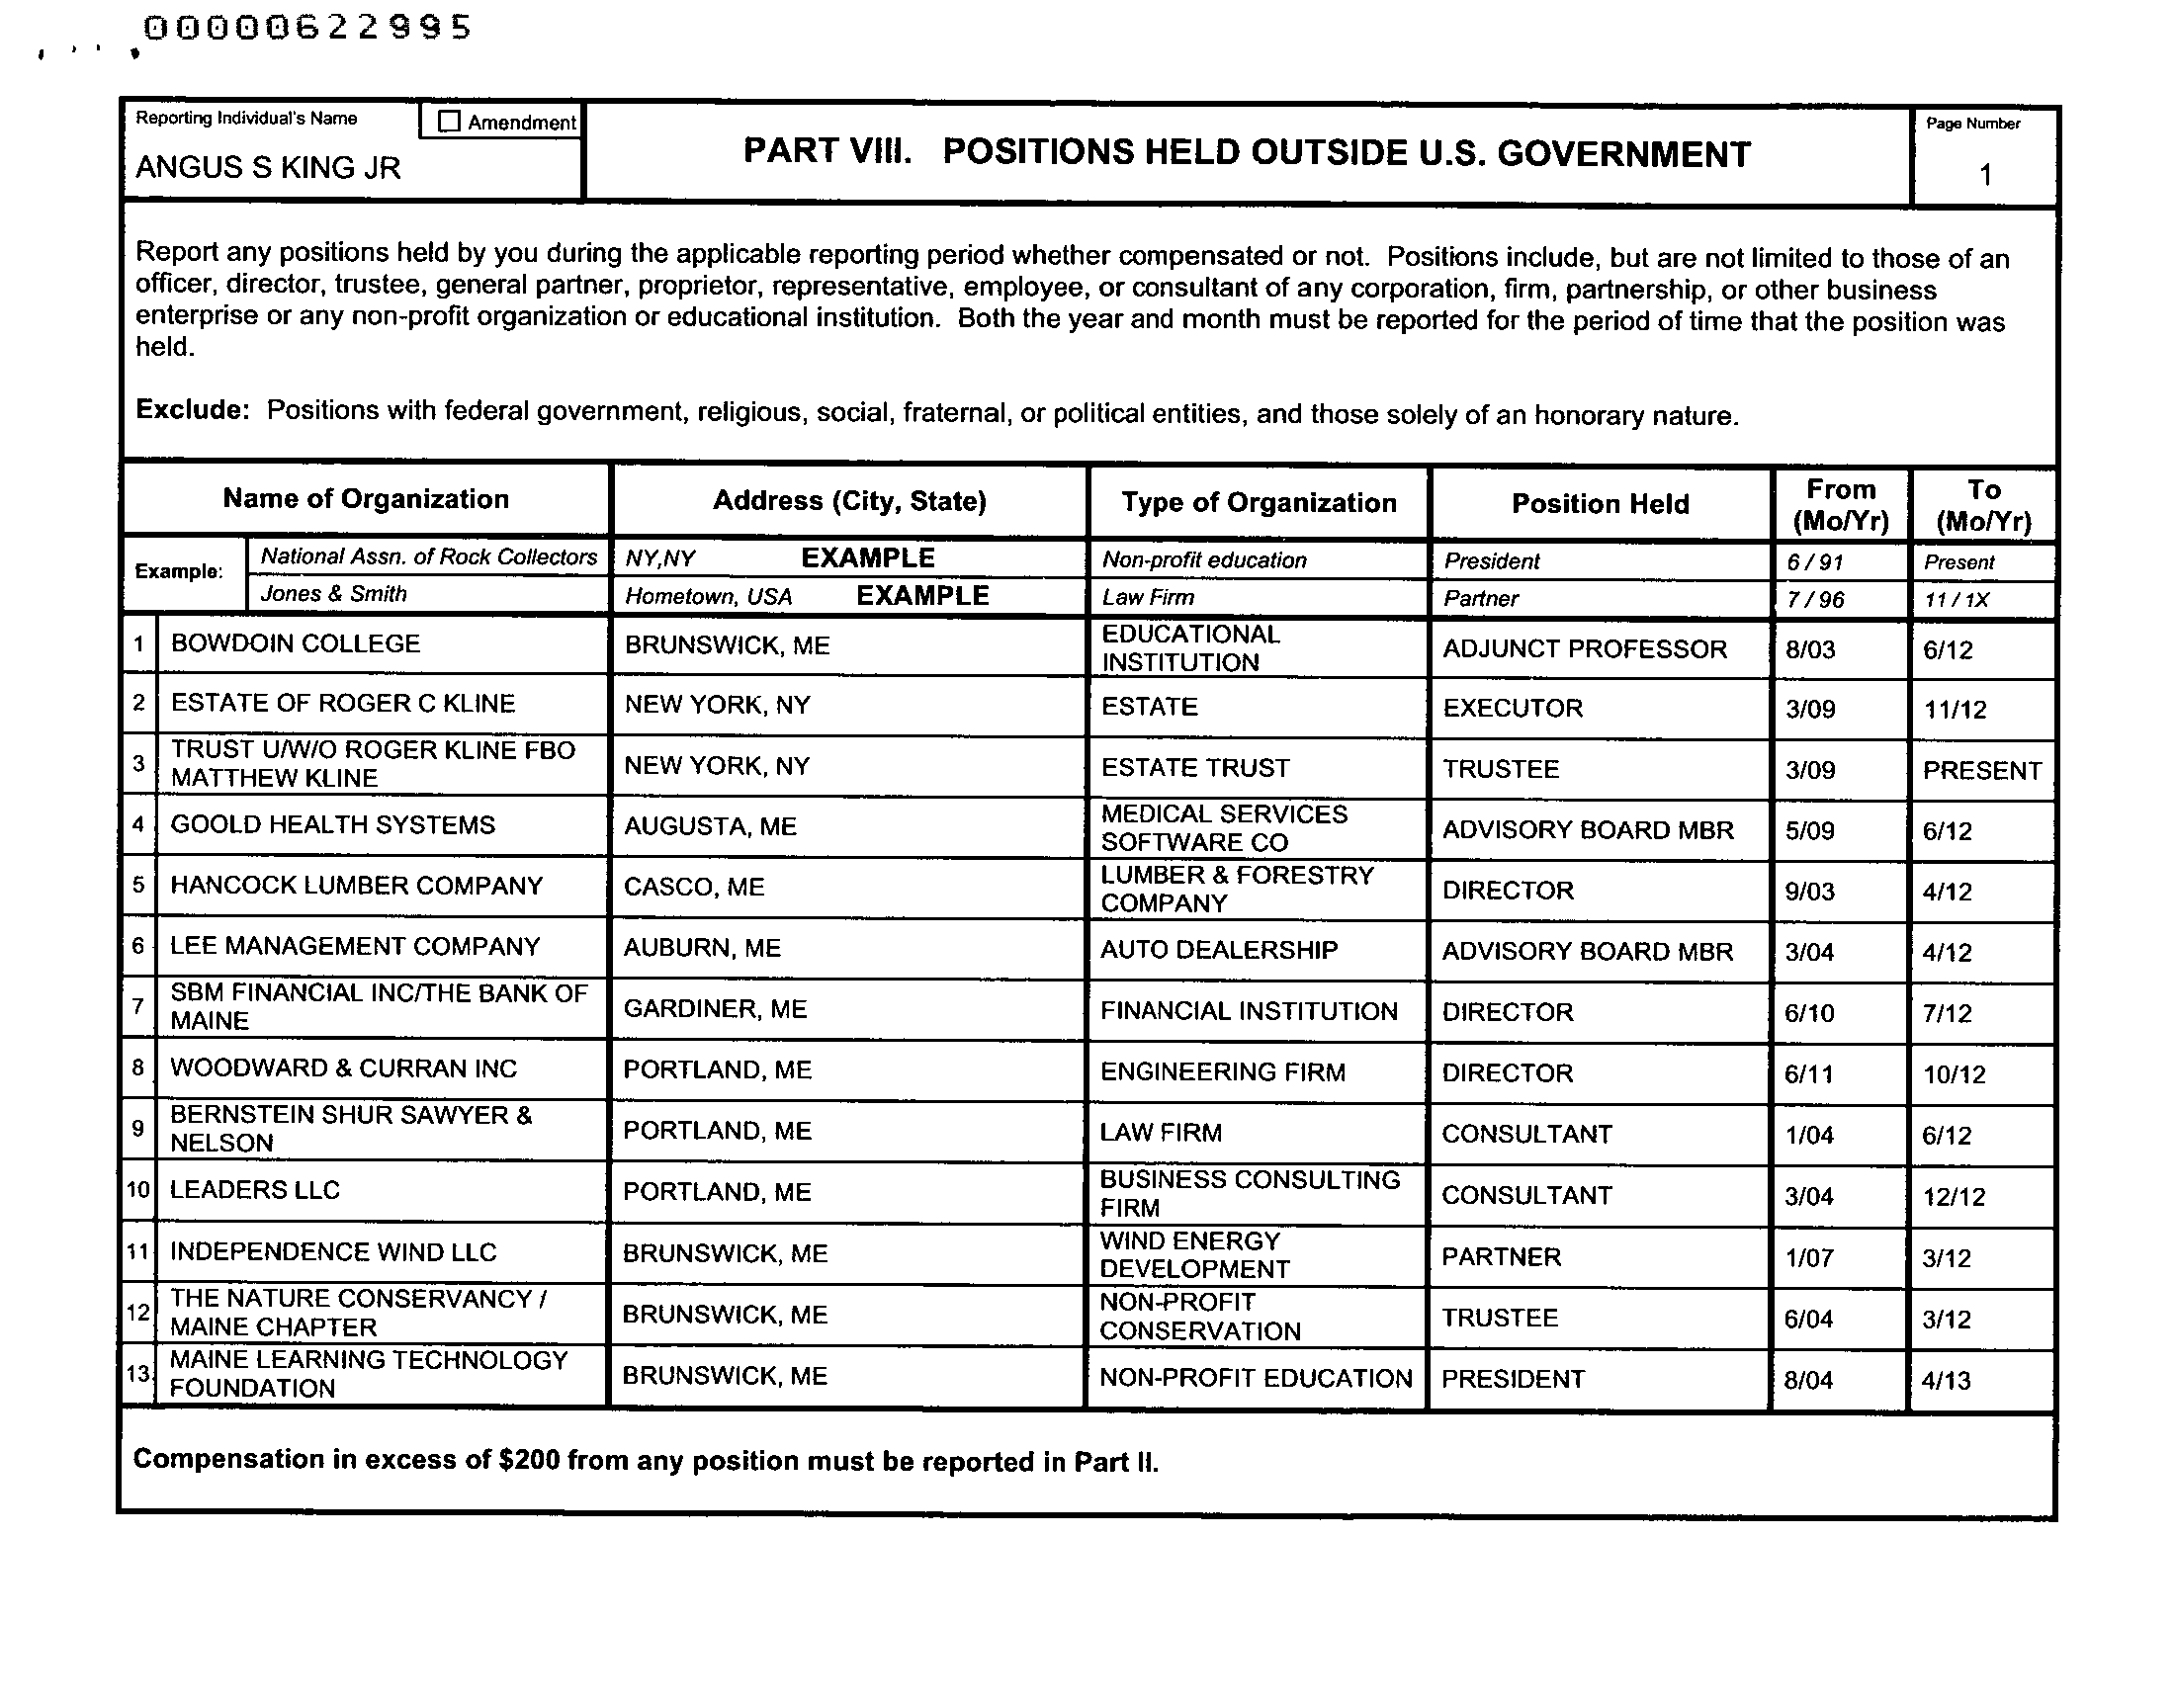 00000622995
Reporting Individual's Name
☐ Amendment
ANGUS S KING JR
PART VIII. POSITIONS HELD OUTSIDE U.S. GOVERNMENT
Page Number
1
Report any positions held by you during the applicable reporting period whether compensated or not. Positions include, but are not limited to those of an
officer, director, trustee, general partner, proprietor, representative, employee, or consultant of any corporation, firm, partnership, or other business
enterprise or any non-profit organization or educational institution. Both the year and month must be reported for the period of time that the position was
held.
Exclude: Positions with federal government, religious, social, fraternal, or political entities, and those solely of an honorary nature.
Name of Organization | Address (City, State) | Type of Organization | Position Held | From (Mo/Yr) | To (Mo/Yr)
Example: National Assn. of Rock Collectors | NY,NY EXAMPLE | Non-profit education | President | 6 / 91 | Present
Jones & Smith | Hometown, USA EXAMPLE | Law Firm | Partner | 7 / 96 | 11 / 1X
1 | BOWDOIN COLLEGE | BRUNSWICK, ME | EDUCATIONAL INSTITUTION | ADJUNCT PROFESSOR | 8/03 | 6/12
2 | ESTATE OF ROGER C KLINE | NEW YORK, NY | ESTATE | EXECUTOR | 3/09 | 11/12
3 | TRUST U/W/O ROGER KLINE FBO MATTHEW KLINE | NEW YORK, NY | ESTATE TRUST | TRUSTEE | 3/09 | PRESENT
4 | GOOLD HEALTH SYSTEMS | AUGUSTA, ME | MEDICAL SERVICES SOFTWARE CO | ADVISORY BOARD MBR | 5/09 | 6/12
5 | HANCOCK LUMBER COMPANY | CASCO, ME | LUMBER & FORESTRY COMPANY | DIRECTOR | 9/03 | 4/12
6 | LEE MANAGEMENT COMPANY | AUBURN, ME | AUTO DEALERSHIP | ADVISORY BOARD MBR | 3/04 | 4/12
7 | SBM FINANCIAL INC/THE BANK OF MAINE | GARDINER, ME | FINANCIAL INSTITUTION | DIRECTOR | 6/10 | 7/12
8 | WOODWARD & CURRAN INC | PORTLAND, ME | ENGINEERING FIRM | DIRECTOR | 6/11 | 10/12
9 | BERNSTEIN SHUR SAWYER & NELSON | PORTLAND, ME | LAW FIRM | CONSULTANT | 1/04 | 6/12
10 | LEADERS LLC | PORTLAND, ME | BUSINESS CONSULTING FIRM | CONSULTANT | 3/04 | 12/12
11 | INDEPENDENCE WIND LLC | BRUNSWICK, ME | WIND ENERGY DEVELOPMENT | PARTNER | 1/07 | 3/12
12 | THE NATURE CONSERVANCY / MAINE CHAPTER | BRUNSWICK, ME | NON-PROFIT CONSERVATION | TRUSTEE | 6/04 | 3/12
13 | MAINE LEARNING TECHNOLOGY FOUNDATION | BRUNSWICK, ME | NON-PROFIT EDUCATION | PRESIDENT | 8/04 | 4/13
Compensation in excess of $200 from any position must be reported in Part II.